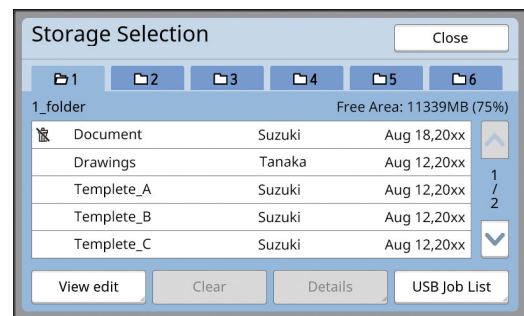 Storage Selection Close
1 2 3 4 5 6
1_folder Free Area: 11339MB (75%)
Document Suzuki Aug 18,20xx
Drawings Tanaka Aug 12,20xx
Templete_A Suzuki Aug 12,20xx
Templete_B Suzuki Aug 12,20xx
Templete_C Suzuki Aug 12,20xx
1
/
2
View edit Clear Details USB Job List